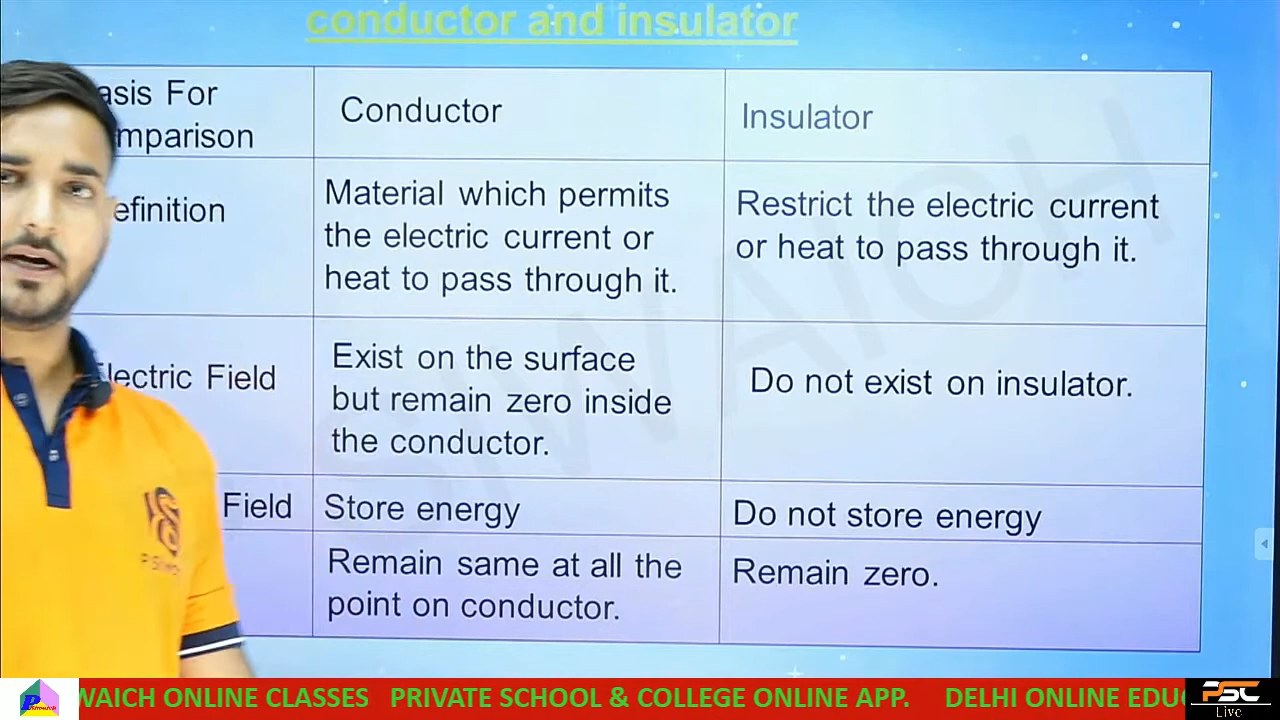 conductor and insulator
asis For
mparison
Conductor
Insulator
efinition
Material which permits
the electric current or
heat to pass through it.
Restrict the electric current
or heat to pass through it.
lectric Field
Exist on the surface
but remain zero inside
the conductor.
Do not exist on insulator.
Field
Store energy
Do not store energy
Remain same at all the
point on conductor.
Remain zero.
WAICH
WAICH ONLINE CLASSES PRIVATE SCHOOL & COLLEGE ONLINE APP. DELHI ONLINE EDU
PSC
Live